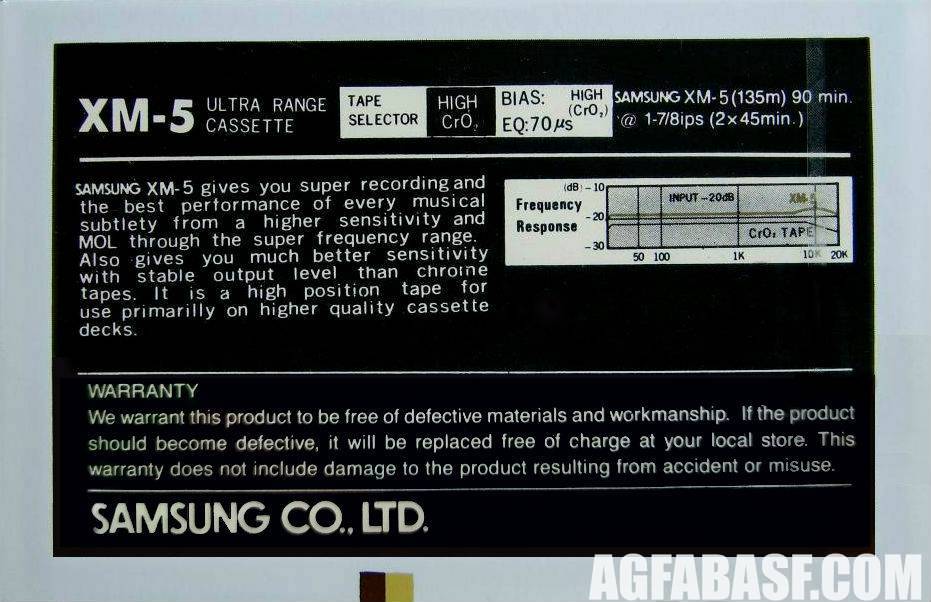 XM-5 ULTRA RANGE CASSETTE
TAPE SELECTOR
HIGH CrO₂
BIAS: HIGH (CrO₂)
EQ:70µs
SAMSUNG XM-5(135m) 90 min.
@ 1-7/8ips (2×45min.)
SAMSUNG XM-5 gives you super recording and
the best performance of every musical
subtlety from a higher sensitivity and
MOL through the super frequency range.
Also gives you much better sensitivity
with stable output level than chrome
tapes. It is a high position tape for
use primarilly on higher quality cassette
decks.
Frequency
Response
(dB) -10
-20
-30
INPUT -20dB
XM-5
CrO₂ TAPE
50 100 1K 10K 20K
WARRANTY
We warrant this product to be free of defective materials and workmanship. If the product
should become defective, it will be replaced free of charge at your local store. This
warranty does not include damage to the product resulting from accident or misuse.
SAMSUNG CO., LTD.
AGFABASF.COM